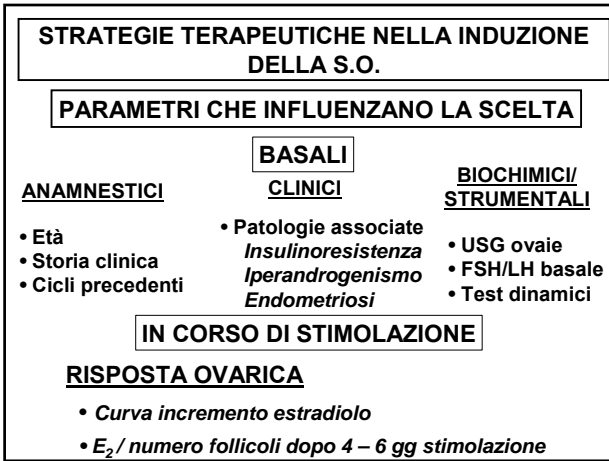 STRATEGIE TERAPEUTICHE NELLA INDUZIONE
DELLA S.O.
PARAMETRI CHE INFLUENZANO LA SCELTA
BASALI
ANAMNESTICI
• Età
• Storia clinica
• Cicli precedenti
CLINICI
• Patologie associate
Insulinoresistenza
Iperandrogenismo
Endometriosi
BIOCHIMICI/
STRUMENTALI
• USG ovaie
• FSH/LH basale
• Test dinamici
IN CORSO DI STIMOLAZIONE
RISPOSTA OVARICA
• Curva incremento estradiolo
• E2 / numero follicoli dopo 4 – 6 gg stimolazione